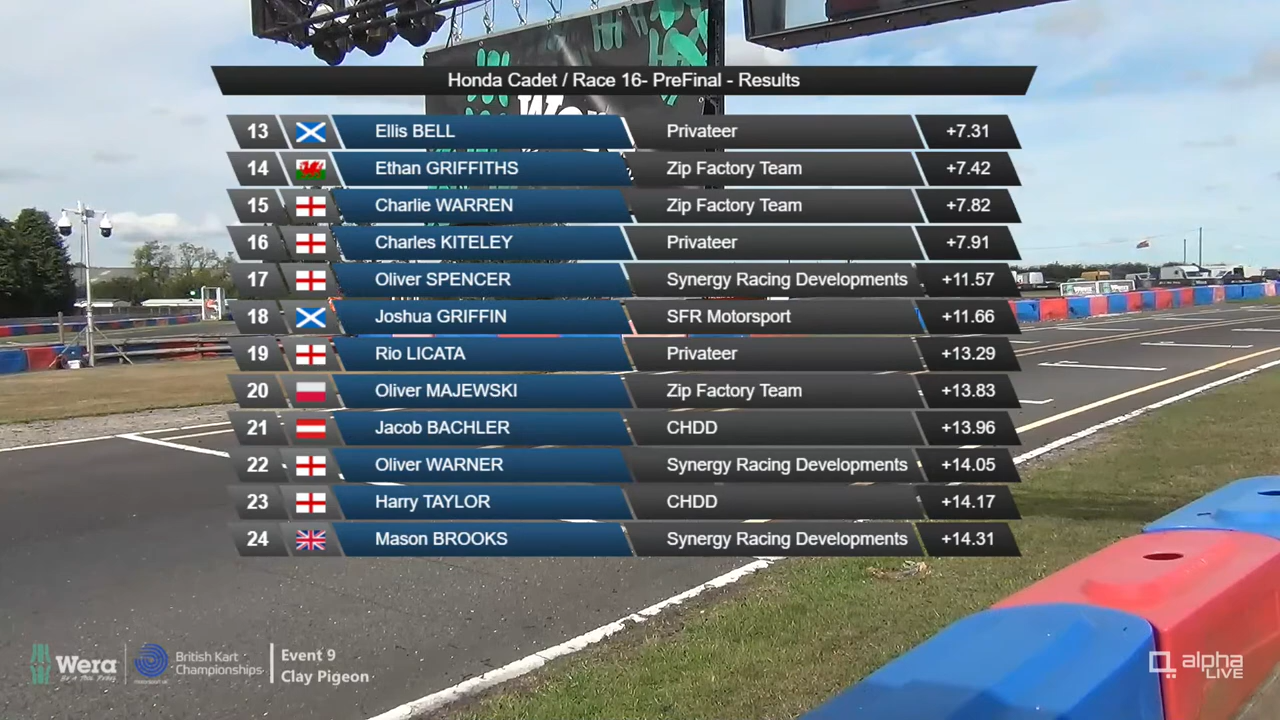 Honda Cadet / Race 16- PreFinal - Results
13 Ellis BELL Privateer +7.31
14 Ethan GRIFFITHS Zip Factory Team +7.42
15 Charlie WARREN Zip Factory Team +7.82
16 Charles KITELEY Privateer +7.91
17 Oliver SPENCER Synergy Racing Developments +11.57
18 Joshua GRIFFIN SFR Motorsport +11.66
19 Rio LICATA Privateer +13.29
20 Oliver MAJEWSKI Zip Factory Team +13.83
21 Jacob BACHLER CHDD +13.96
22 Oliver WARNER Synergy Racing Developments +14.05
23 Harry TAYLOR CHDD +14.17
24 Mason BROOKS Synergy Racing Developments +14.31
Wera
British Kart
Championships
Event 9
Clay Pigeon
alpha
LIVE